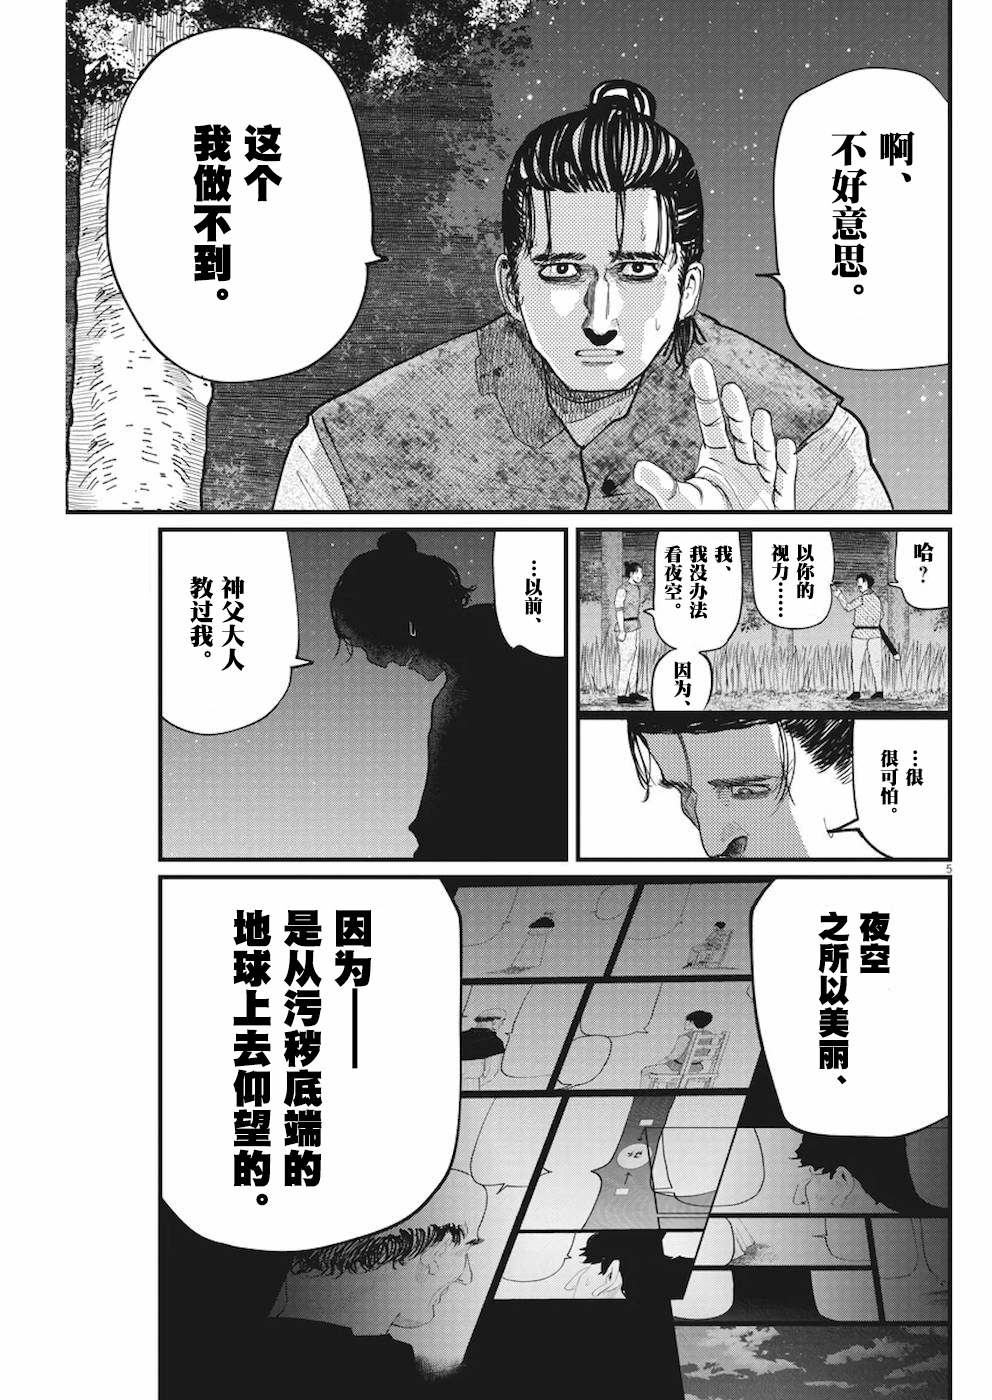 啊、
不好意思。
这个
我做不到。
哈？
以你的
视力……
我、
我没办法
看夜空。
因为、
…很
很可怕。
…以前、
神父大人
教过我。
5
夜空
之所以美丽、
因为——
是从污秽底端的
地球上去仰望的。